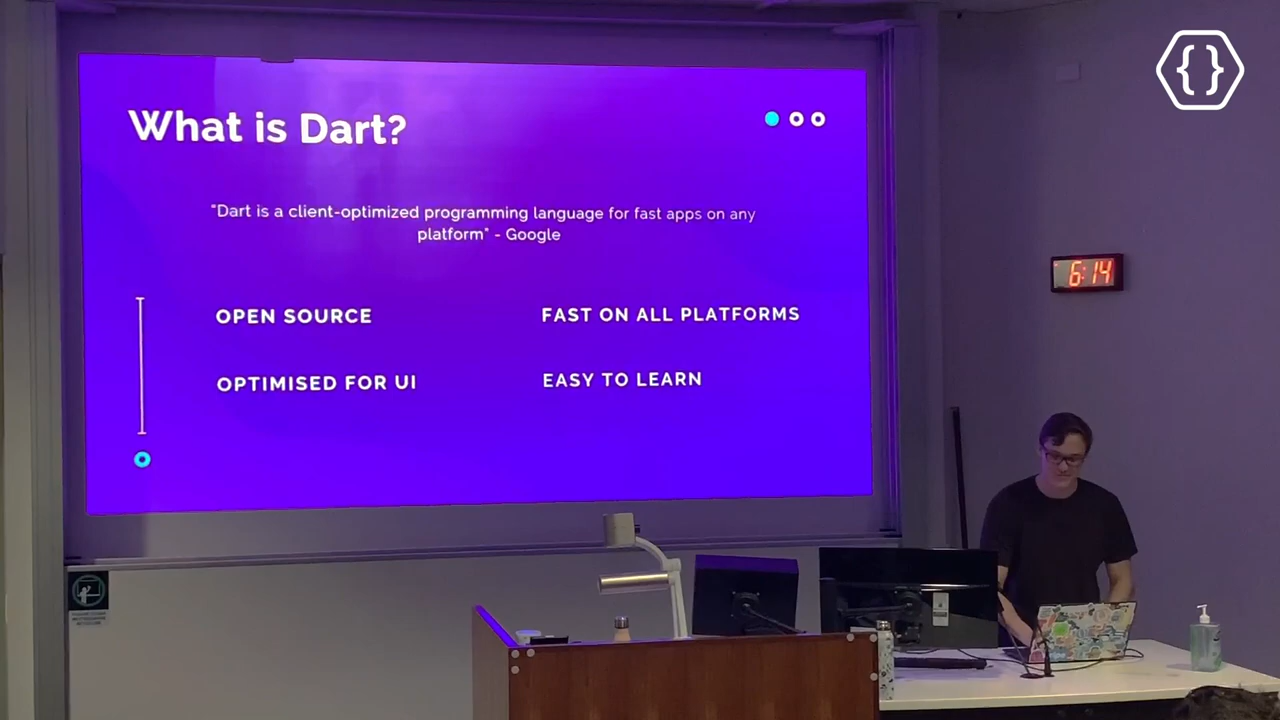 What is Dart?
"Dart is a client-optimized programming language for fast apps on any
platform" - Google
OPEN SOURCE
FAST ON ALL PLATFORMS
OPTIMISED FOR UI
EASY TO LEARN
{}
6:14